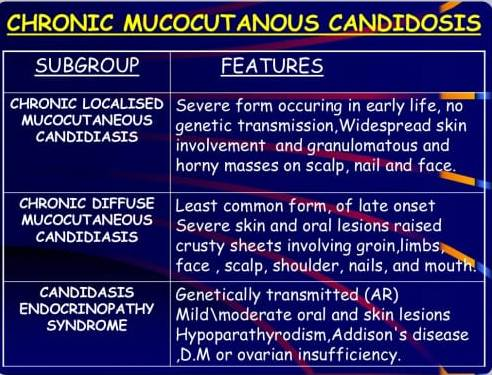 CHRONIC MUCOCUTANOUS CANDIDOSIS
SUBGROUP
FEATURES
CHRONIC LOCALISED
MUCOCUTANEOUS
CANDIDIASIS
Severe form occuring in early life, no
genetic transmission,Widespread skin
involvement and granulomatous and
horny masses on scalp, nail and face.
CHRONIC DIFFUSE
MUCOCUTANEOUS
CANDIDIASIS
Least common form, of late onset
Severe skin and oral lesions raised
crusty sheets involving groin,limbs,
face , scalp, shoulder, nails, and mouth.
CANDIDASIS
ENDOCRINOPATHY
SYNDROME
Genetically transmitted (AR)
Mild\moderate oral and skin lesions
Hypoparathyrodism,Addison's disease
,D.M or ovarian insufficiency.